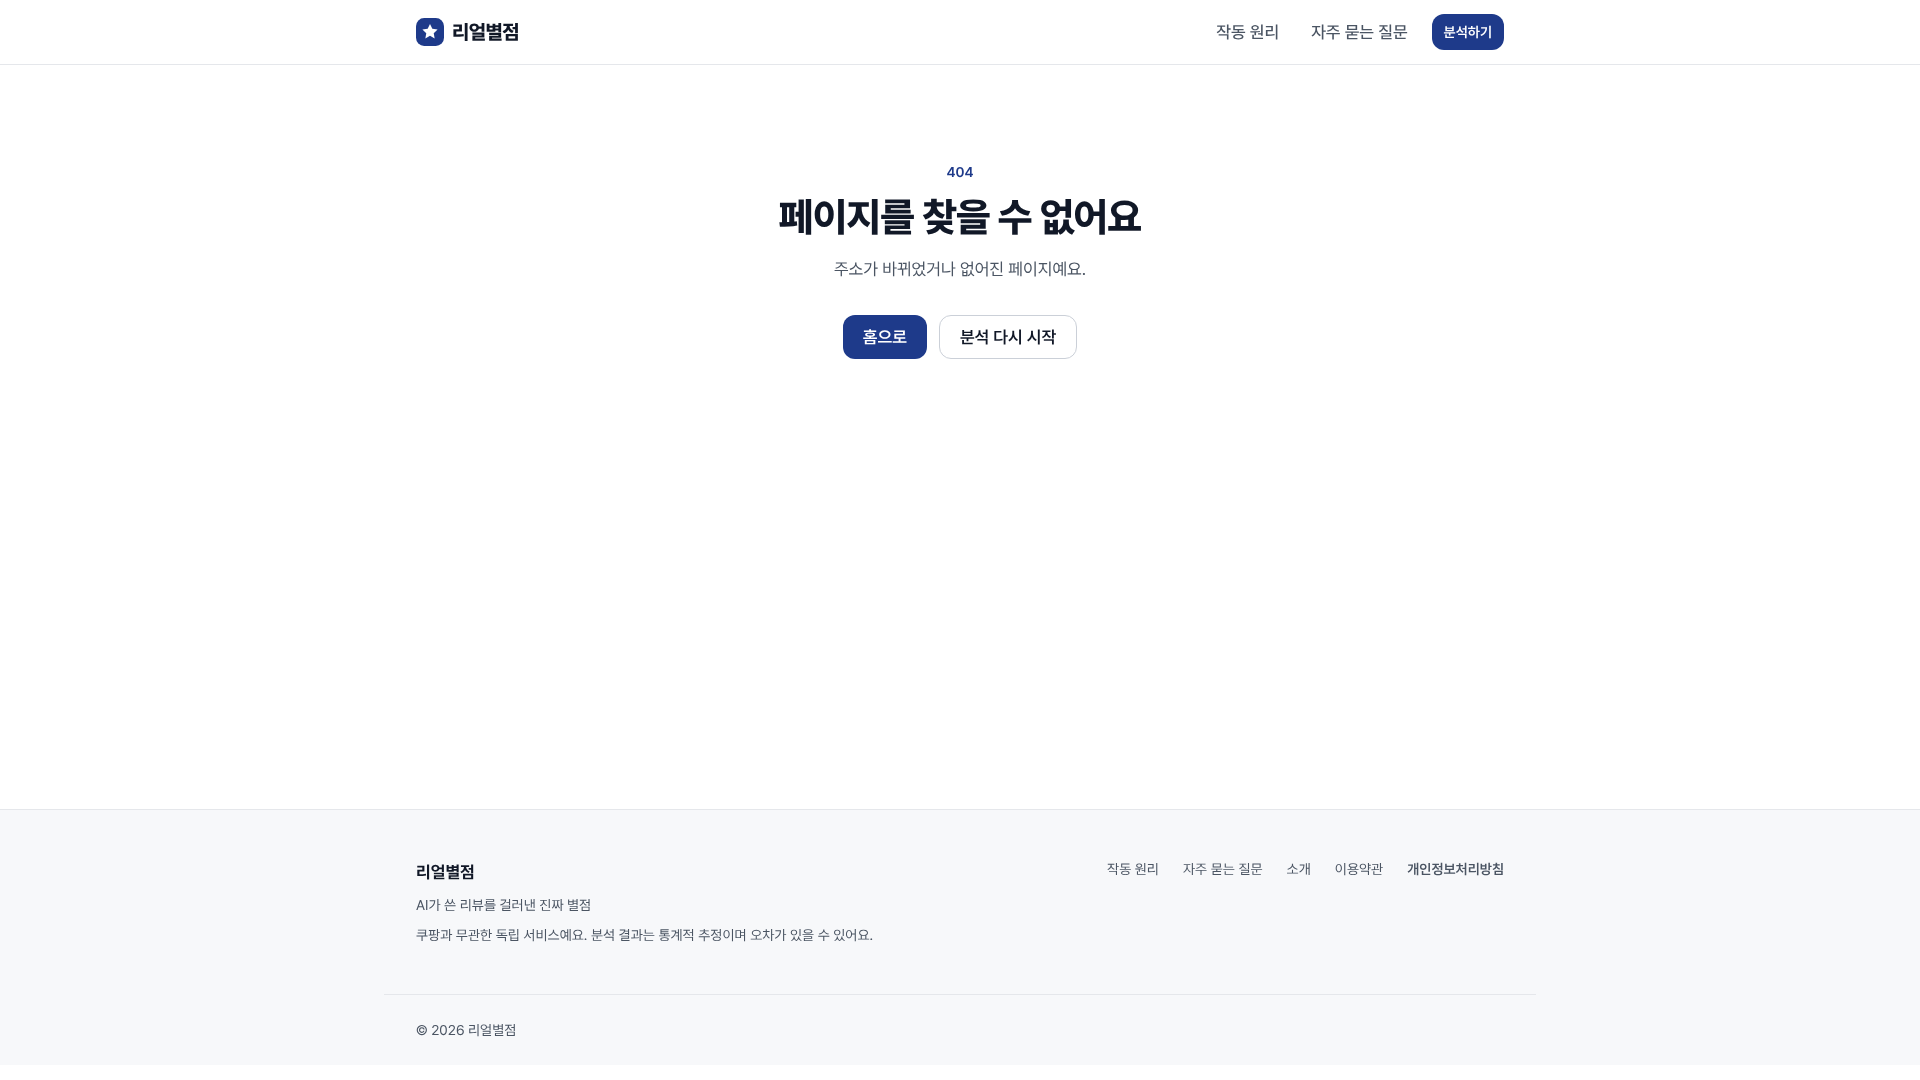 리얼별점
작동 원리
자주 묻는 질문
분석하기
404
페이지를 찾을 수 없어요
주소가 바뀌었거나 없어진 페이지예요.
홈으로
분석 다시 시작
리얼별점
AI가 쓴 리뷰를 걸러낸 진짜 별점
쿠팡과 무관한 독립 서비스예요. 분석 결과는 통계적 추정이며 오차가 있을 수 있어요.
작동 원리
자주 묻는 질문
소개
이용약관
개인정보처리방침
© 2026 리얼별점